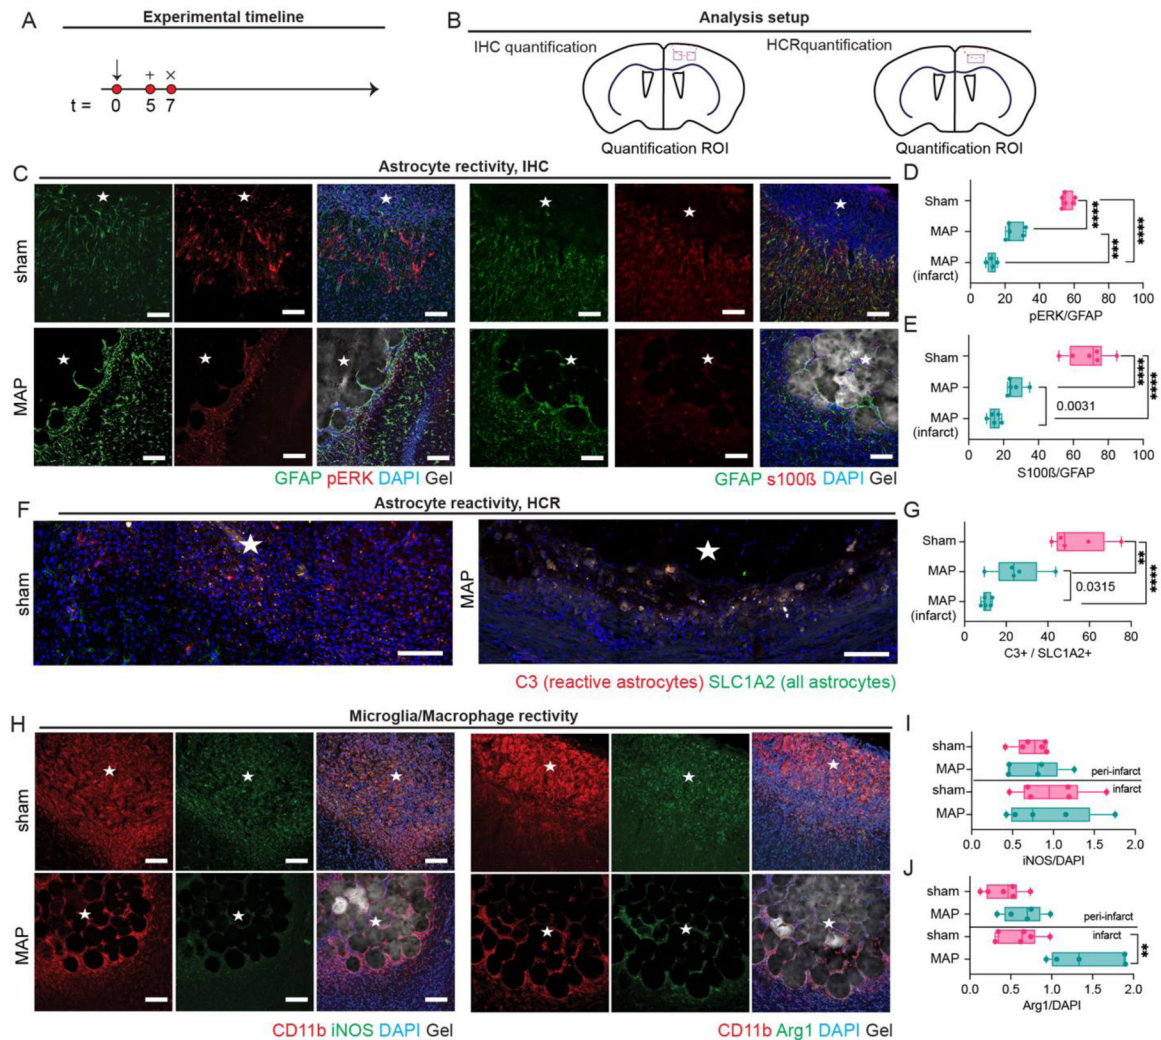 A
Experimental timeline
B
Analysis setup
IHC quantification
HCRquantification
+ ×
t = 0 5 7
Quantification ROI
Quantification ROI
C
Astrocyte rectivity, IHC
sham
MAP
GFAP pERK DAPI Gel
GFAP s100ß DAPI Gel
D
Sham
MAP
MAP
(infarct)
****
***
****
0 20 40 60 80 100
pERK/GFAP
E
Sham
MAP
MAP
(infarct)
****
****
0.0031
0 20 40 60 80 100
S100ß/GFAP
F
Astrocyte reactivity, HCR
sham
MAP
C3 (reactive astrocytes) SLC1A2 (all astrocytes)
G
Sham
MAP
MAP
(infarct)
**
****
0.0315
0 20 40 60 80
C3+ / SLC1A2+
H
Microglia/Macrophage rectivity
sham
MAP
CD11b iNOS DAPI Gel
CD11b Arg1 DAPI Gel
I
sham
MAP
peri-infarct
sham
infarct
MAP
0.0 0.5 1.0 1.5 2.0
iNOS/DAPI
J
sham
MAP
peri-infarct
sham
infarct
MAP
**
0.0 0.5 1.0 1.5 2.0
Arg1/DAPI